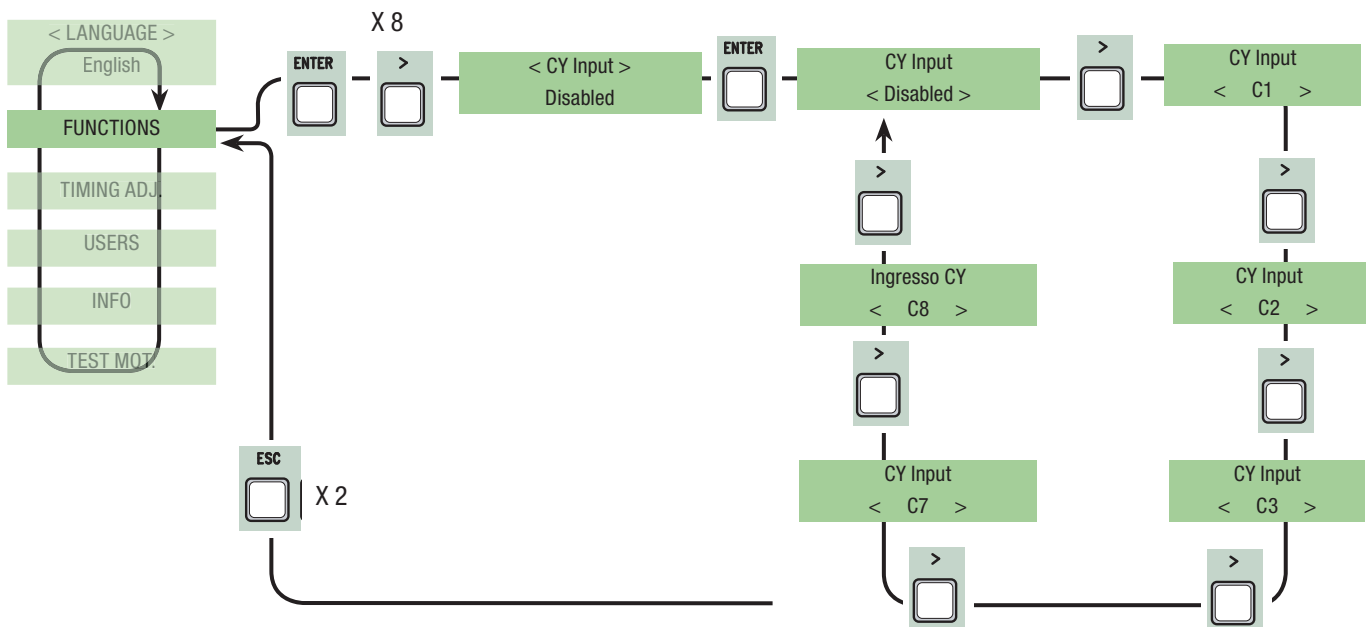 X 8
< LANGUAGE >
English
FUNCTIONS
TIMING ADJ.
USERS
INFO
TEST MOT.
ENTER
>
< CY Input >
Disabled
ENTER
CY Input
< Disabled >
>
CY Input
< C1 >
>
CY Input
< C2 >
>
CY Input
< C3 >
>
>
CY Input
< C7 >
>
Ingresso CY
< C8 >
>
ESC
X 2